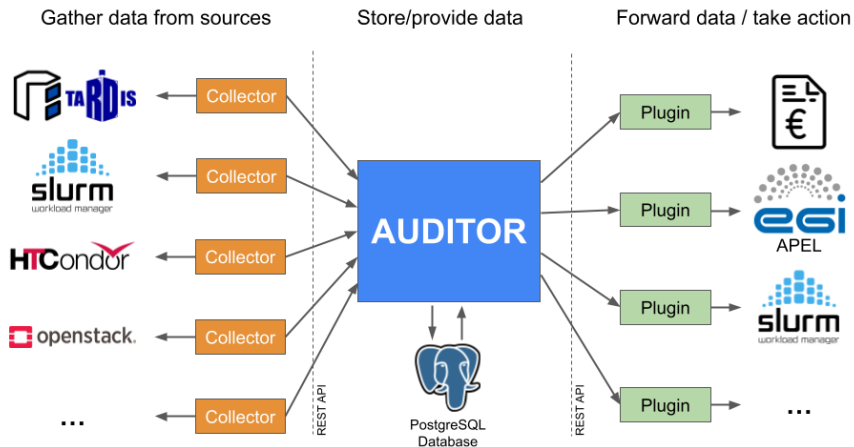 Gather data from sources
Store/provide data
Forward data / take action
TARDIS
Collector
Plugin
€
slurm
workload manager
Collector
Plugin
egi
APEL
AUDITOR
HTCondor
Collector
Plugin
slurm
workload manager
openstack.
Collector
REST API
PostgreSQL
Database
REST API
...
Collector
Plugin
...